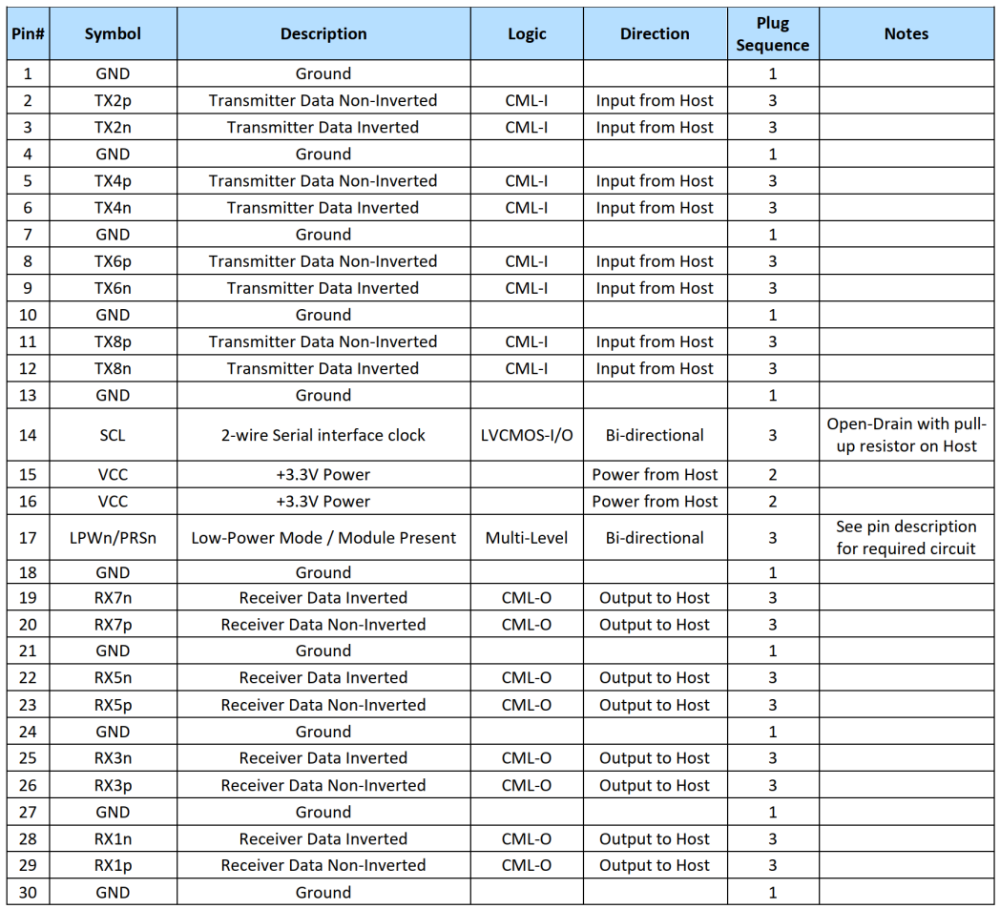 Pin# Symbol Description Logic Direction Plug Sequence Notes
1 GND Ground 1
2 TX2p Transmitter Data Non-Inverted CML-I Input from Host 3
3 TX2n Transmitter Data Inverted CML-I Input from Host 3
4 GND Ground 1
5 TX4p Transmitter Data Non-Inverted CML-I Input from Host 3
6 TX4n Transmitter Data Inverted CML-I Input from Host 3
7 GND Ground 1
8 TX6p Transmitter Data Non-Inverted CML-I Input from Host 3
9 TX6n Transmitter Data Inverted CML-I Input from Host 3
10 GND Ground 1
11 TX8p Transmitter Data Non-Inverted CML-I Input from Host 3
12 TX8n Transmitter Data Inverted CML-I Input from Host 3
13 GND Ground 1
14 SCL 2-wire Serial interface clock LVCMOS-I/O Bi-directional 3 Open-Drain with pull-up resistor on Host
15 VCC +3.3V Power Power from Host 2
16 VCC +3.3V Power Power from Host 2
17 LPWn/PRSn Low-Power Mode / Module Present Multi-Level Bi-directional 3 See pin description for required circuit
18 GND Ground 1
19 RX7n Receiver Data Inverted CML-O Output to Host 3
20 RX7p Receiver Data Non-Inverted CML-O Output to Host 3
21 GND Ground 1
22 RX5n Receiver Data Inverted CML-O Output to Host 3
23 RX5p Receiver Data Non-Inverted CML-O Output to Host 3
24 GND Ground 1
25 RX3n Receiver Data Inverted CML-O Output to Host 3
26 RX3p Receiver Data Non-Inverted CML-O Output to Host 3
27 GND Ground 1
28 RX1n Receiver Data Inverted CML-O Output to Host 3
29 RX1p Receiver Data Non-Inverted CML-O Output to Host 3
30 GND Ground 1